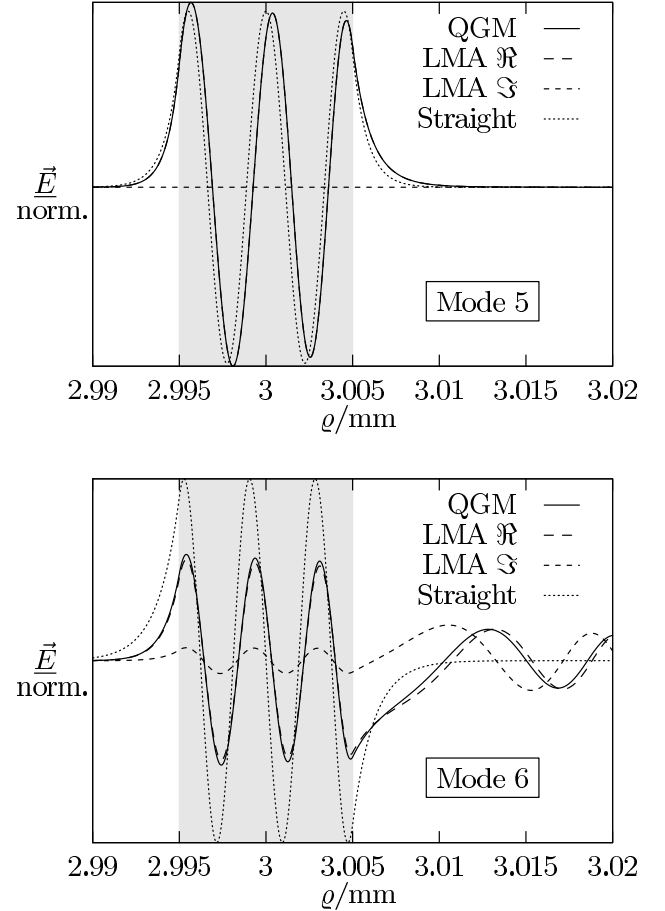 QGM
LMA ℜ
LMA ℑ
Straight
E⃗
norm.
Mode 5
2.99 2.995 3 3.005 3.01 3.015 3.02
ϱ/mm
QGM
LMA ℜ
LMA ℑ
Straight
E⃗
norm.
Mode 6
2.99 2.995 3 3.005 3.01 3.015 3.02
ϱ/mm